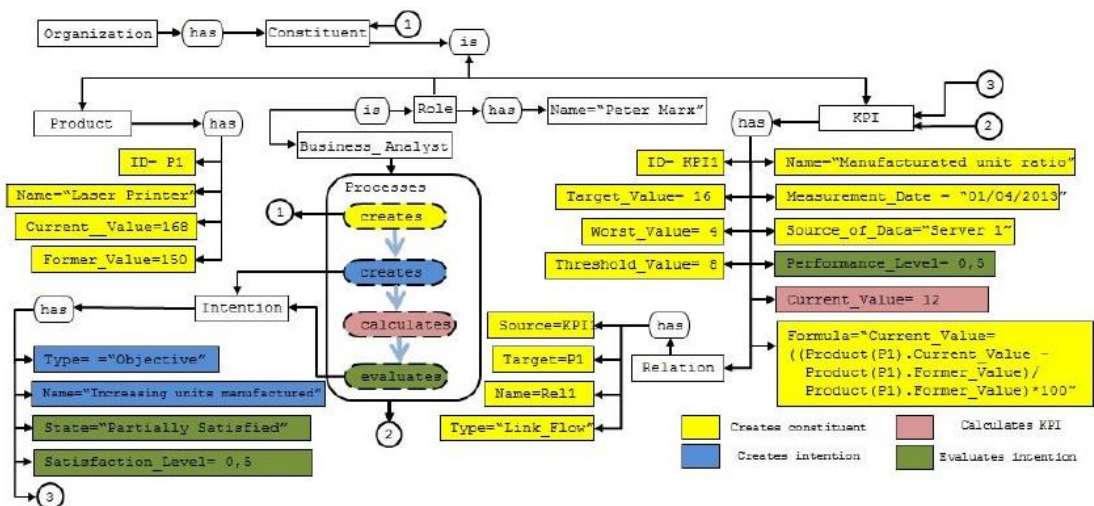 Organization
has
Constituent
1
is
Product
has
is
Role
has
Name="Peter Marx"
has
KPI
3
2
Business_Analyst
ID= P1
Name="Laser Printer"
Current__Value=168
Former_Value=150
Processes
1
creates
creates
calculates
evaluates
2
ID= KPI1
Name="Manufacturated unit ratio"
Target_Value= 16
Measurement_Date = "01/04/2013"
Worst_Value= 4
Source_of_Data="Server 1"
Threshold_Value= 8
Performance_Level= 0,5
Current_Value= 12
has
Intention
Type= ="Objective"
Name="Increasing units manufactured"
State="Partially Satisfied"
Satisfaction_Level= 0,5
3
Source=KPI1
has
Target=P1
Relation
Name=Rel1
Type="Link_Flow"
Formula="Current_Value=
((Product(P1).Current_Value -
Product(P1).Former_Value)/
Product(P1).Former_Value)*100"
Creates constituent
Calculates KPI
Creates intention
Evaluates intention